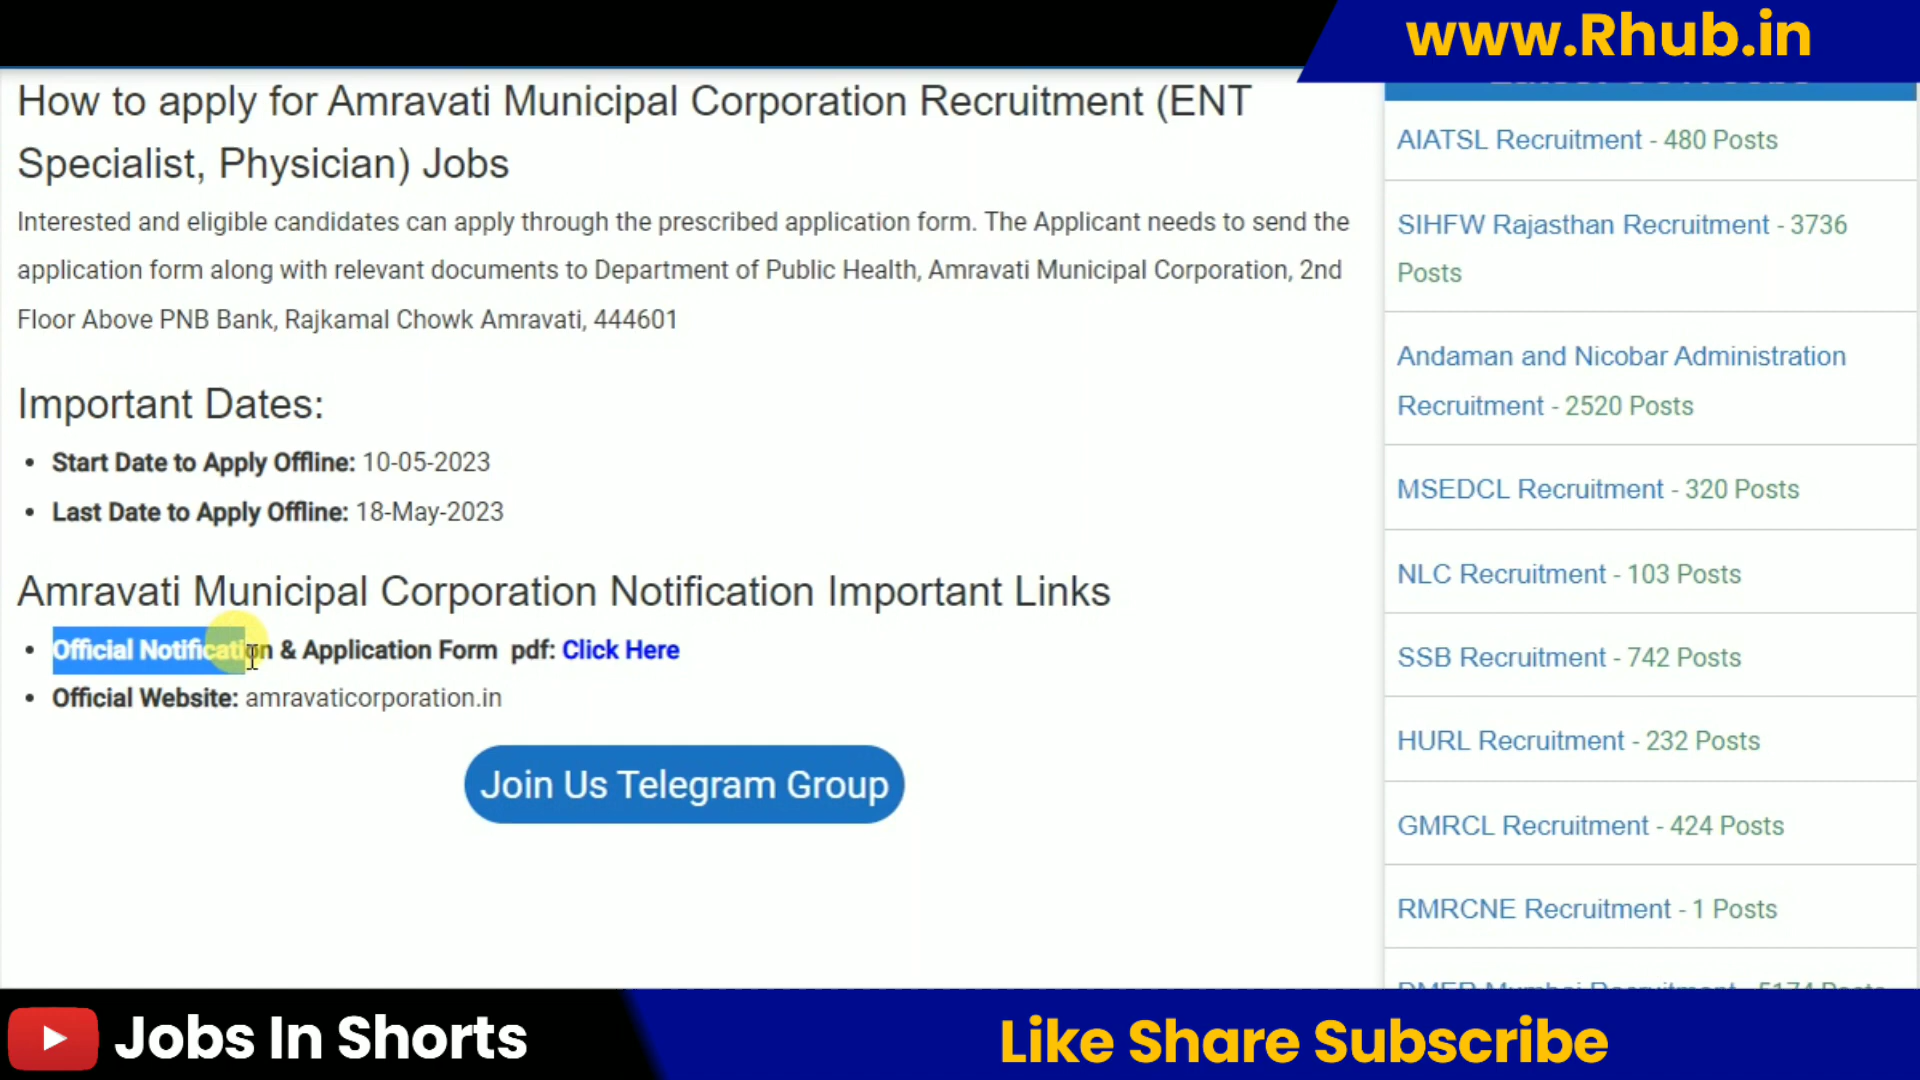 www.Rhub.in
How to apply for Amravati Municipal Corporation Recruitment (ENT
Specialist, Physician) Jobs
Interested and eligible candidates can apply through the prescribed application form. The Applicant needs to send the
application form along with relevant documents to Department of Public Health, Amravati Municipal Corporation, 2nd
Floor Above PNB Bank, Rajkamal Chowk Amravati, 444601
Important Dates:
• Start Date to Apply Offline: 10-05-2023
• Last Date to Apply Offline: 18-May-2023
Amravati Municipal Corporation Notification Important Links
• Official Notification & Application Form pdf: Click Here
• Official Website: amravaticorporation.in
Join Us Telegram Group
AIATSL Recruitment - 480 Posts
SIHFW Rajasthan Recruitment - 3736
Posts
Andaman and Nicobar Administration
Recruitment - 2520 Posts
MSEDCL Recruitment - 320 Posts
NLC Recruitment - 103 Posts
SSB Recruitment - 742 Posts
HURL Recruitment - 232 Posts
GMRCL Recruitment - 424 Posts
RMRCNE Recruitment - 1 Posts
DMER Mumbai Recruitment - 5174 Posts
Jobs In Shorts
Like Share Subscribe